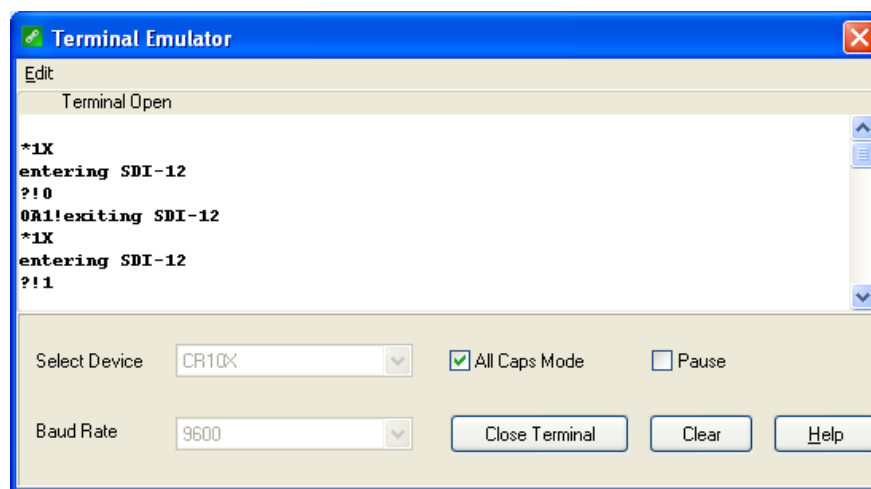 Terminal Emulator
Edit
Terminal Open
*1X
entering SDI-12
?!0
0A1!exiting SDI-12
*1X
entering SDI-12
?!1
Select Device CR10X All Caps Mode Pause
Baud Rate 9600 Close Terminal Clear Help